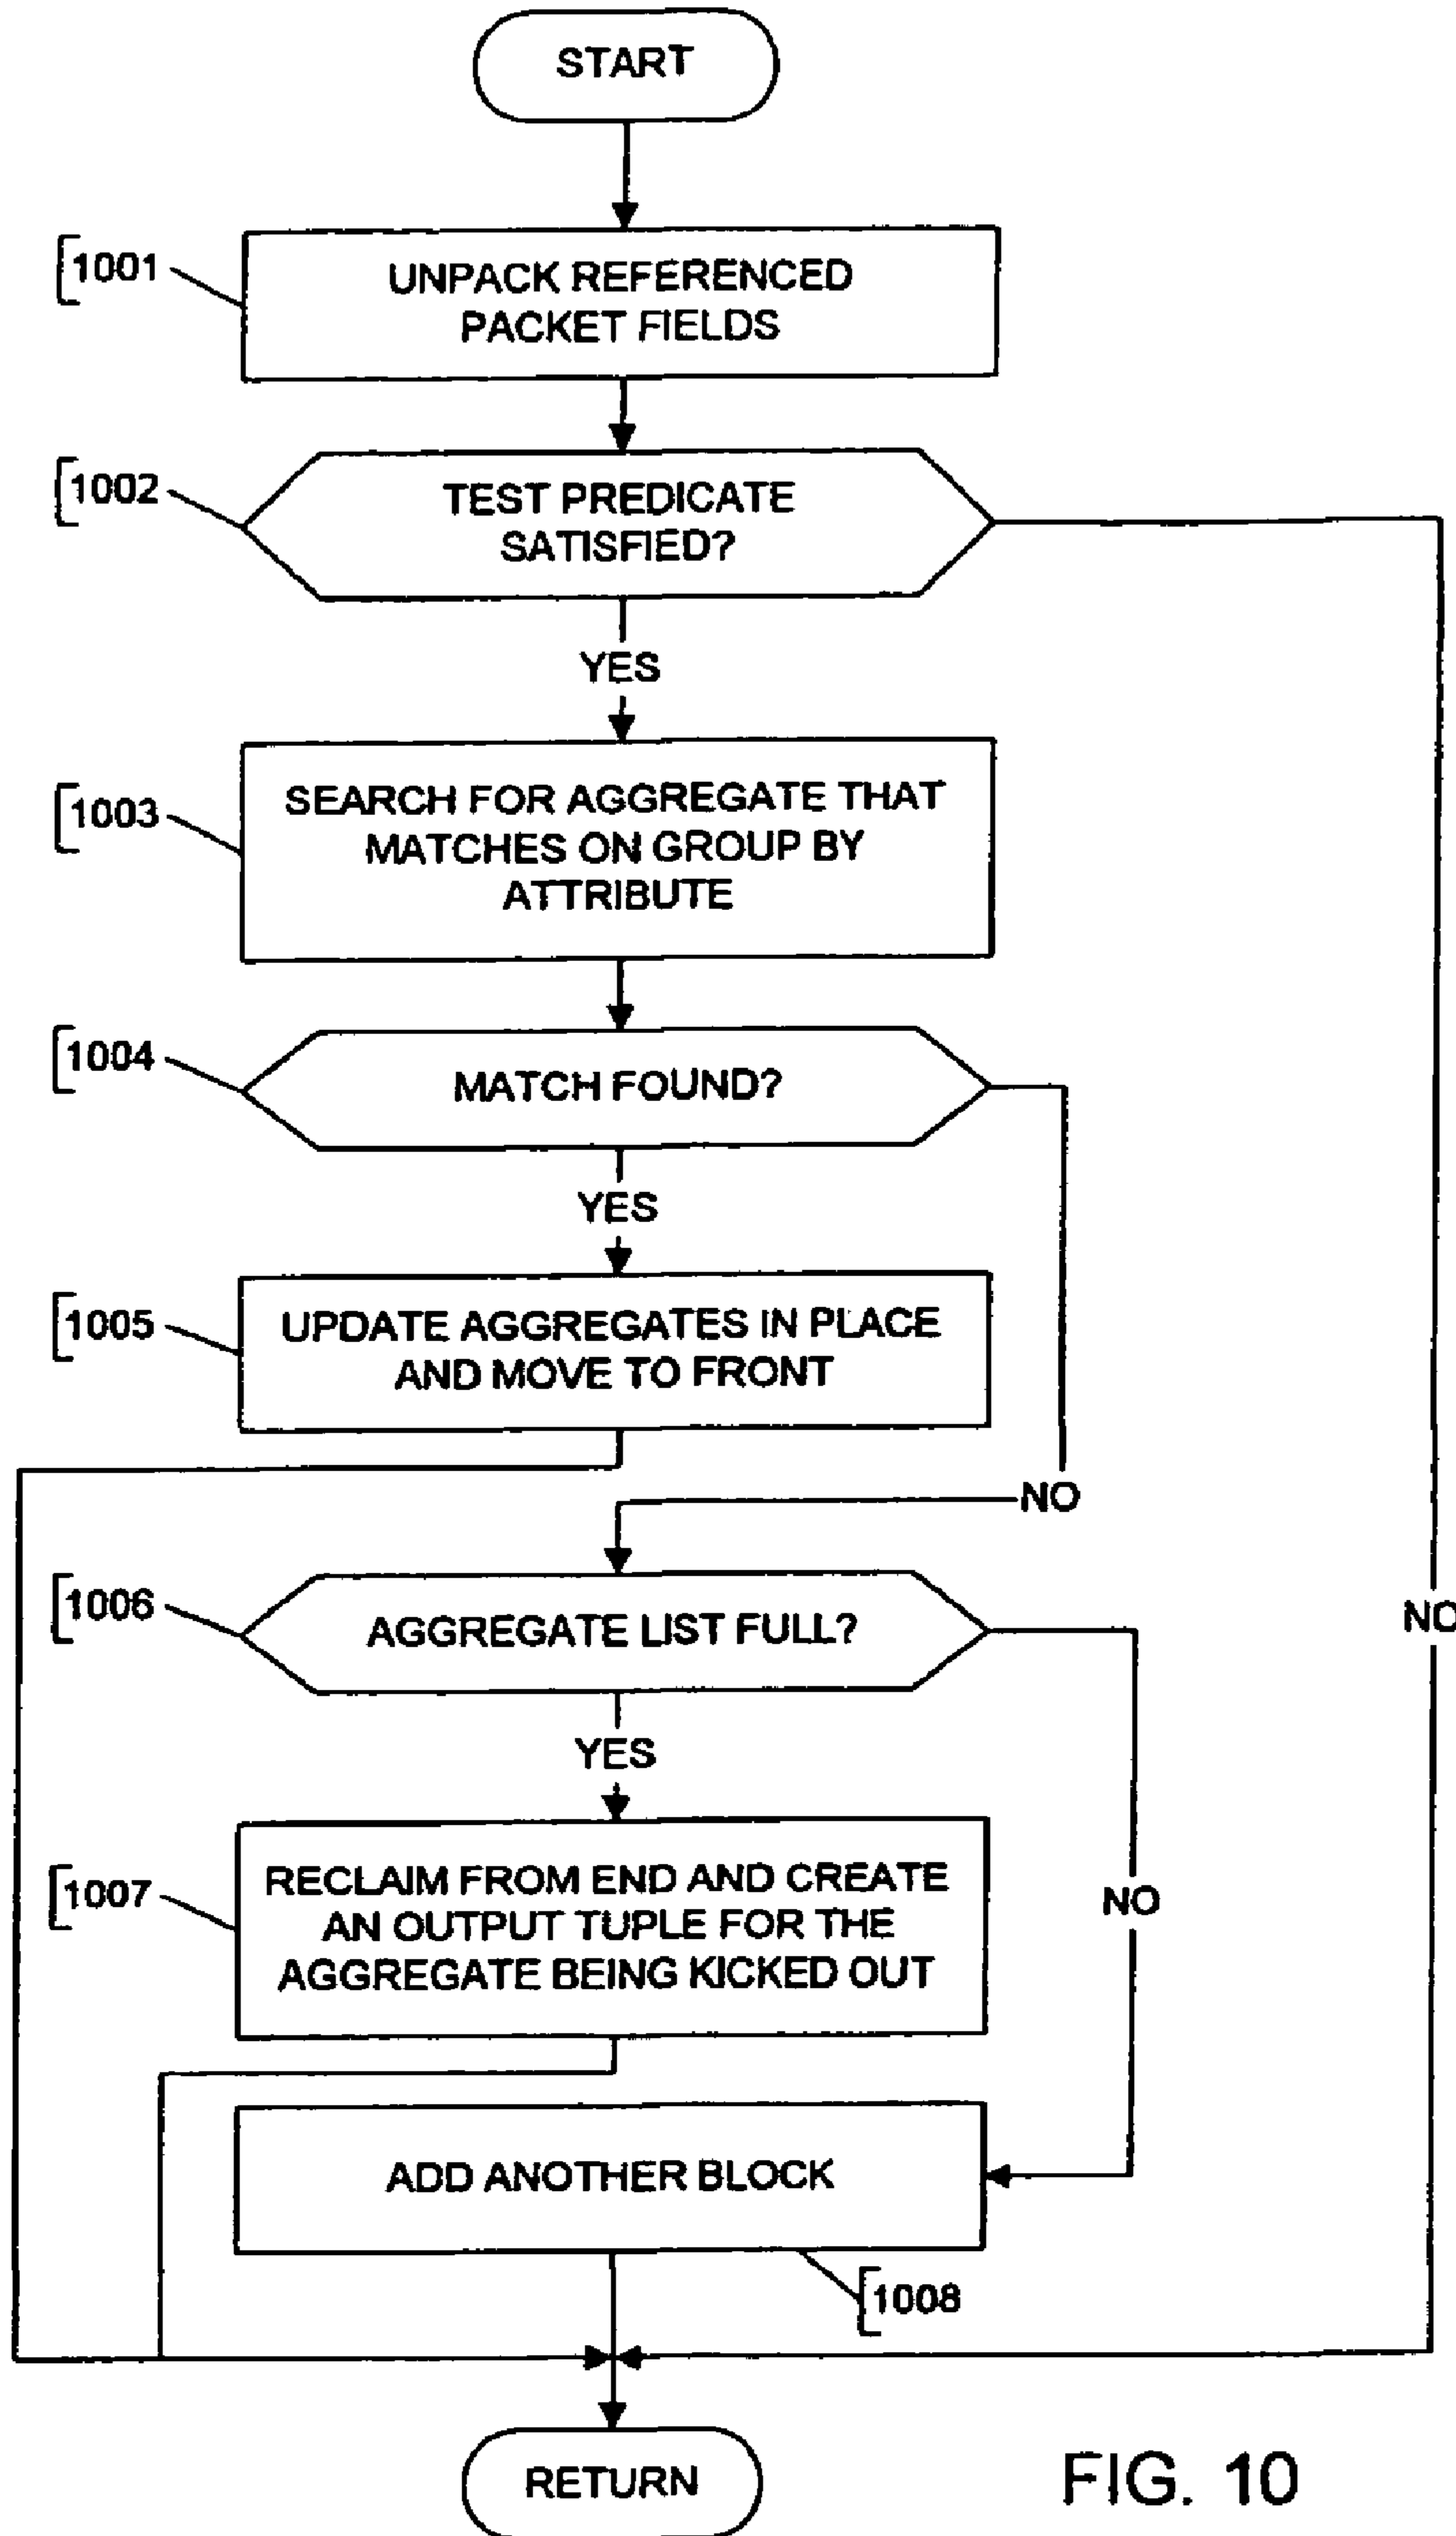 START
1001
UNPACK REFERENCED
PACKET FIELDS
1002
TEST PREDICATE
SATISFIED?
YES
1003
SEARCH FOR AGGREGATE THAT
MATCHES ON GROUP BY
ATTRIBUTE
1004
MATCH FOUND?
YES
1005
UPDATE AGGREGATES IN PLACE
AND MOVE TO FRONT
NO
1006
AGGREGATE LIST FULL?
NO
YES
1007
RECLAIM FROM END AND CREATE
AN OUTPUT TUPLE FOR THE
AGGREGATE BEING KICKED OUT
NO
ADD ANOTHER BLOCK
1008
RETURN
FIG. 10